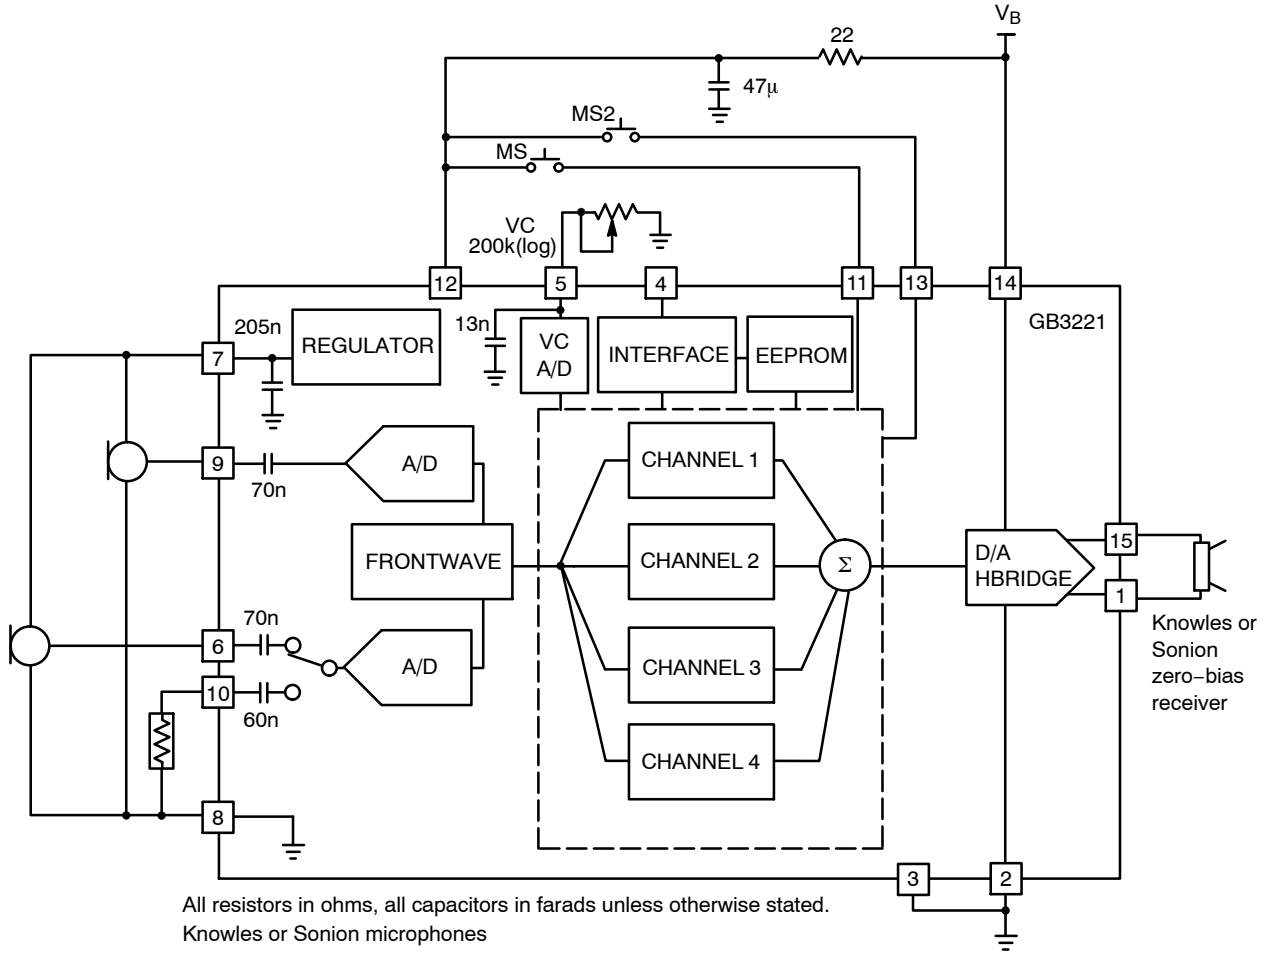 VB
22
47μ
MS2
MS
VC
200k(log)
12
5
4
11
13
14
GB3221
205n
REGULATOR
13n
VC
A/D
INTERFACE
EEPROM
7
9
70n
A/D
CHANNEL 1
FRONTWAVE
CHANNEL 2
Σ
D/A
HBRIDGE
15
1
70n
6
10
60n
A/D
CHANNEL 3
CHANNEL 4
Knowles or
Sonion
zero−bias
receiver
8
3
2
All resistors in ohms, all capacitors in farads unless otherwise stated.
Knowles or Sonion microphones